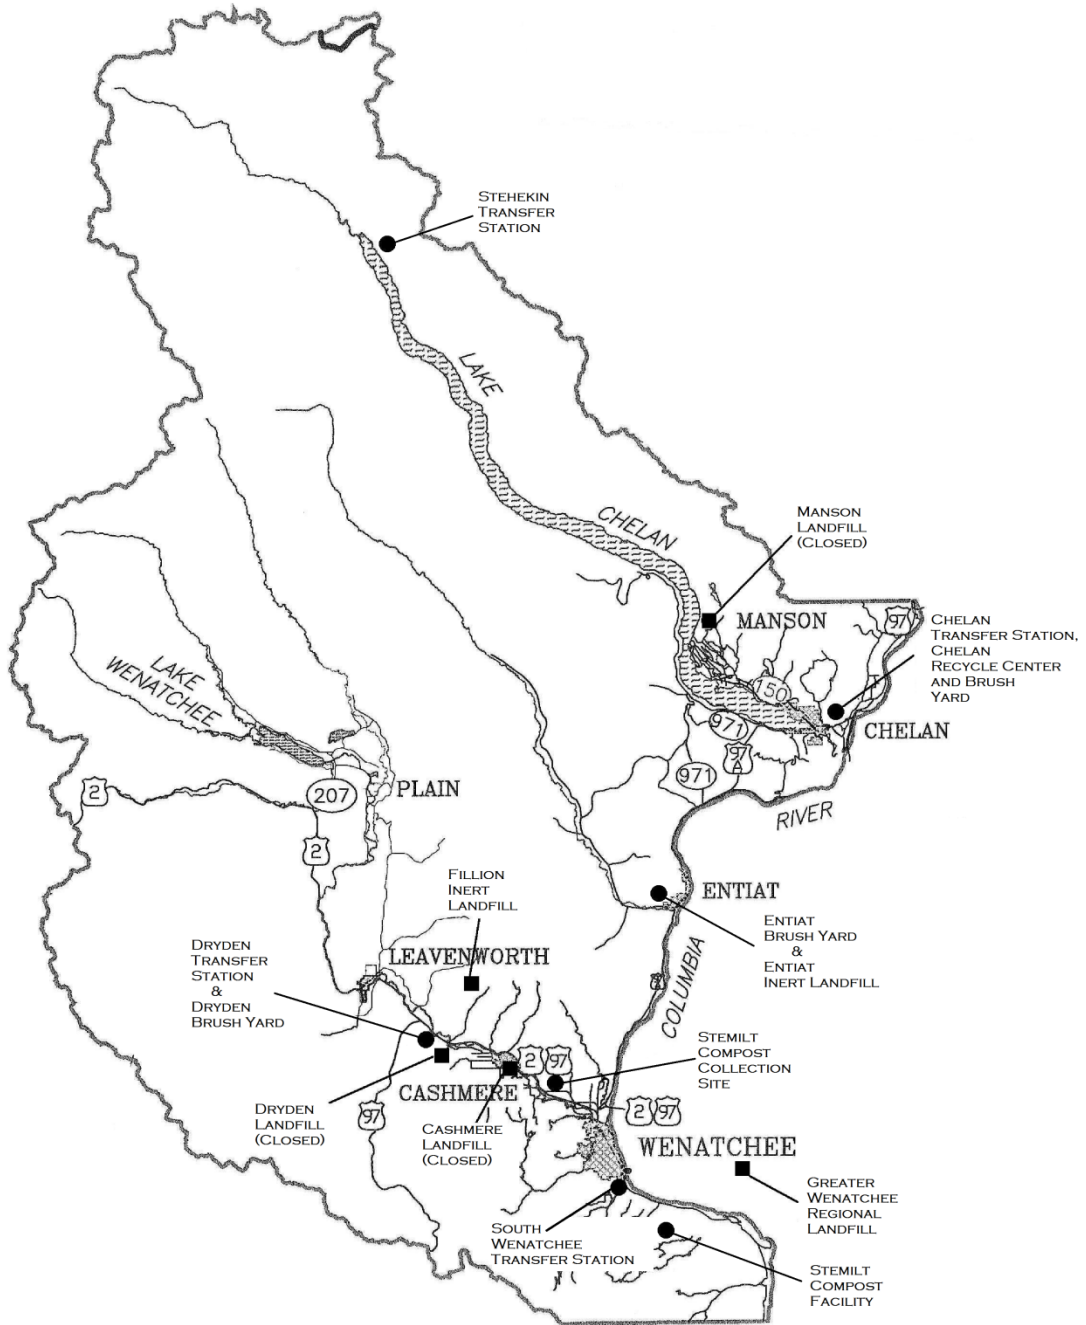 STEHEKIN
TRANSFER
STATION
LAKE
CHELAN
MANSON
LANDFILL
(CLOSED)
MANSON
97
CHELAN
TRANSFER STATION,
CHELAN
RECYCLE CENTER
AND BRUSH
YARD
150
971
CHELAN
97
A
971
LAKE
WENATCHEE
2
207
PLAIN
2
RIVER
FILLION
INERT
LANDFILL
ENTIAT
ENTIAT
BRUSH YARD
&
ENTIAT
INERT LANDFILL
DRYDEN
TRANSFER
STATION
&
DRYDEN
BRUSH YARD
LEAVENWORTH
COLUMBIA
STEMILT
COMPOST
COLLECTION
SITE
2 97
CASHMERE
DRYDEN
LANDFILL
(CLOSED)
97
CASHMERE
LANDFILL
(CLOSED)
2 97
WENATCHEE
GREATER
WENATCHEE
REGIONAL
LANDFILL
SOUTH
WENATCHEE
TRANSFER STATION
STEMILT
COMPOST
FACILITY